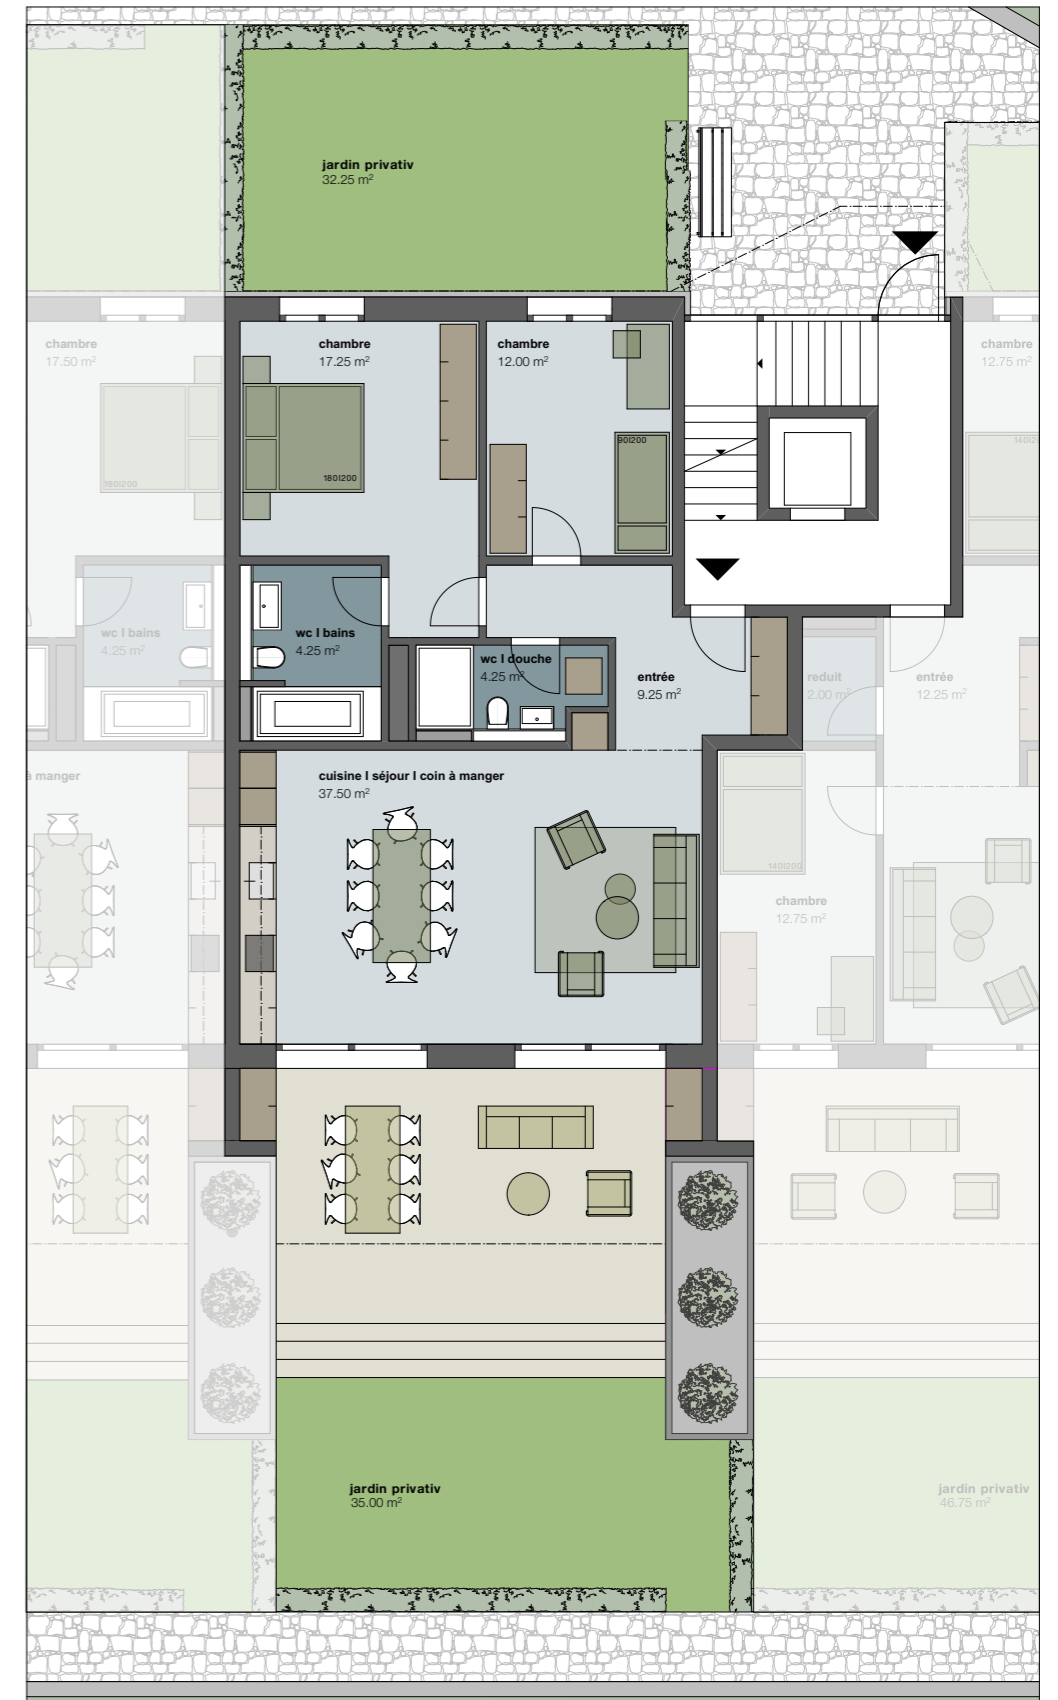 jardin privativ
32.25 m²
chambre
17.50 m²
chambre
17.25 m²
chambre
12.00 m²
chambre
12.75 m²
90|200
140|2
180|200
180|200
wc | bains
4.25 m²
wc | bains
4.25 m²
wc | douche
4.25 m²
entrée
9.25 m²
reduit
2.00 m²
entrée
12.25 m²
à manger
cuisine | séjour | coin à manger
37.50 m²
140|200
chambre
12.75 m²
jardin privativ
35.00 m²
jardin privativ
46.75 m²